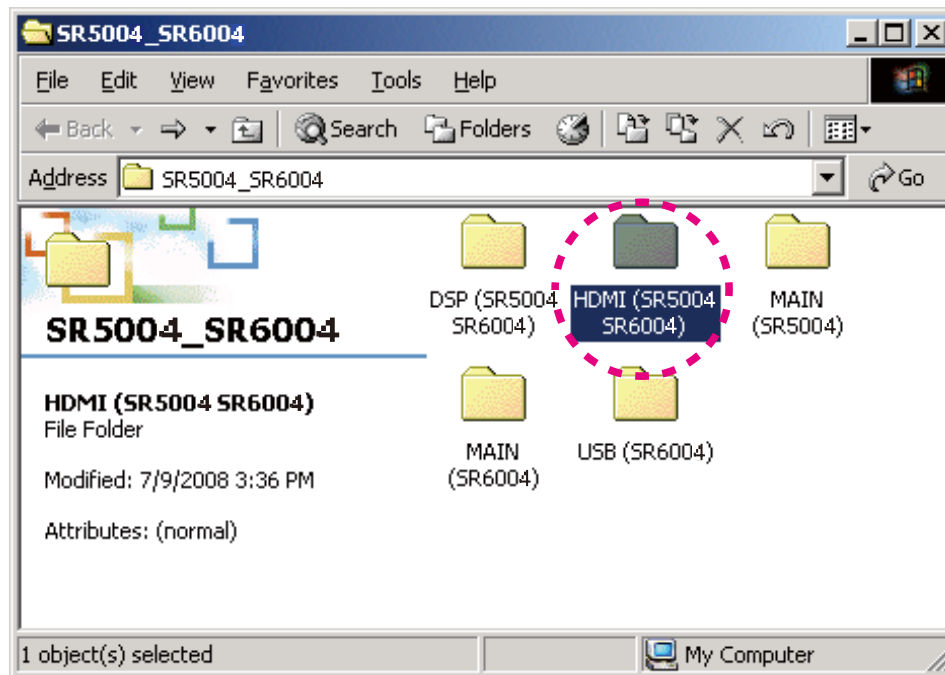 SR5004_SR6004
File Edit View Favorites Tools Help
Back Search Folders
Address SR5004_SR6004 Go
DSP (SR5004 SR6004)
HDMI (SR5004 SR6004)
MAIN (SR5004)
SR5004_SR6004
HDMI (SR5004 SR6004)
File Folder
Modified: 7/9/2008 3:36 PM
Attributes: (normal)
MAIN (SR6004)
USB (SR6004)
1 object(s) selected My Computer